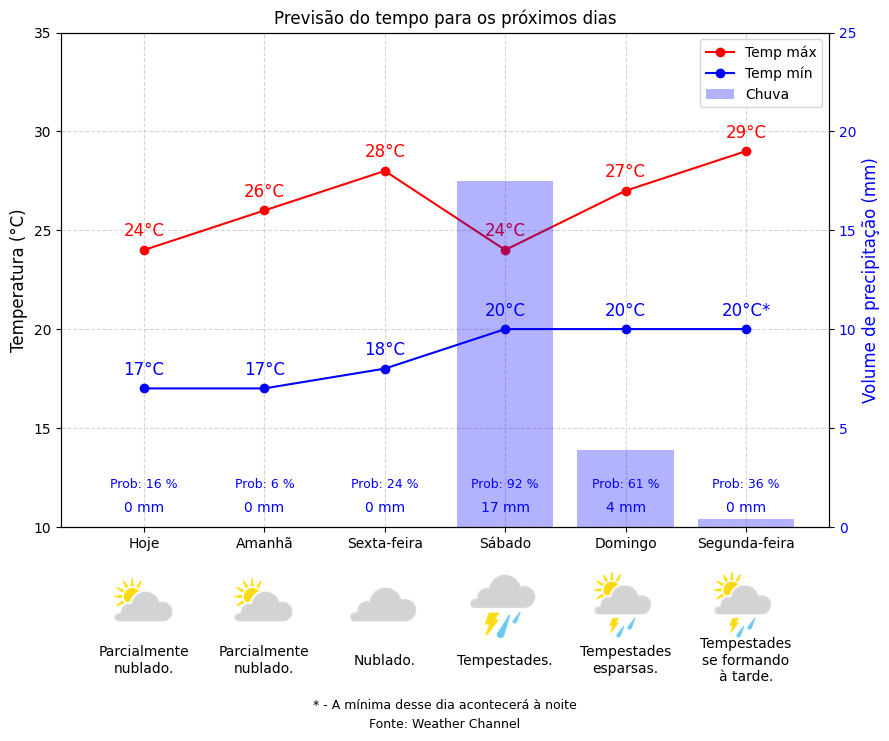 Previsão do tempo para os próximos dias
35
30
25
20
15
10
Temperatura (°C)
25
20
15
10
5
0
Volume de precipitação (mm)
Temp máx
Temp mín
Chuva
24°C
26°C
28°C
24°C
27°C
29°C
17°C
17°C
18°C
20°C
20°C
20°C*
Prob: 16 %
Prob: 6 %
Prob: 24 %
Prob: 92 %
Prob: 61 %
Prob: 36 %
0 mm
0 mm
0 mm
17 mm
4 mm
0 mm
Hoje
Amanhã
Sexta-feira
Sábado
Domingo
Segunda-feira
Parcialmente
nublado.
Parcialmente
nublado.
Nublado.
Tempestades.
Tempestades
esparsas.
Tempestades
se formando
à tarde.
* - A mínima desse dia acontecerá à noite
Fonte: Weather Channel